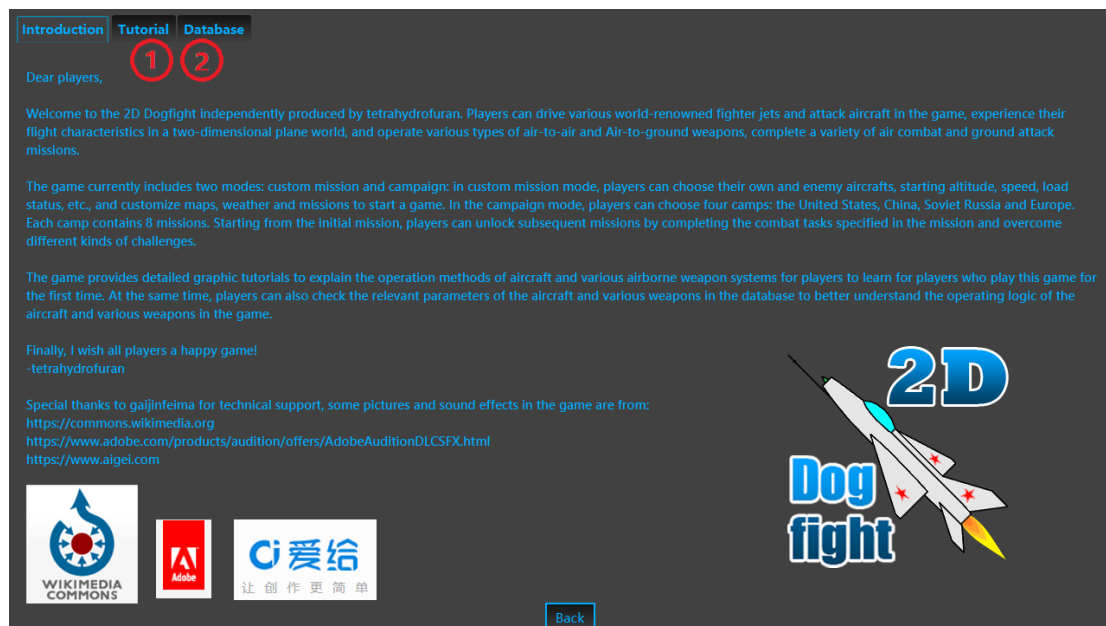 Introduction Tutorial Database
1 2
Dear players,
Welcome to the 2D Dogfight independently produced by tetrahydrofuran. Players can drive various world-renowned fighter jets and attack aircraft in the game, experience their
flight characteristics in a two-dimensional plane world, and operate various types of air-to-air and Air-to-ground weapons, complete a variety of air combat and ground attack
missions.
The game currently includes two modes: custom mission and campaign: in custom mission mode, players can choose their own and enemy aircrafts, starting altitude, speed, load
status, etc., and customize maps, weather and missions to start a game. In the campaign mode, players can choose four camps: the United States, China, Soviet Russia and Europe.
Each camp contains 8 missions. Starting from the initial mission, players can unlock subsequent missions by completing the combat tasks specified in the mission and overcome
different kinds of challenges.
The game provides detailed graphic tutorials to explain the operation methods of aircraft and various airborne weapon systems for players to learn for players who play this game for
the first time. At the same time, players can also check the relevant parameters of the aircraft and various weapons in the database to better understand the operating logic of the
aircraft and various weapons in the game.
Finally, I wish all players a happy game!
-tetrahydrofuran
Special thanks to gaijinfeima for technical support, some pictures and sound effects in the game are from:
https://commons.wikimedia.org
https://www.adobe.com/products/audition/offers/AdobeAuditionDLCSFX.html
https://www.aigei.com
2D
Dog
fight
WIKIMEDIA
COMMONS
Adobe
Ci 爱给
让创作更简单
Back